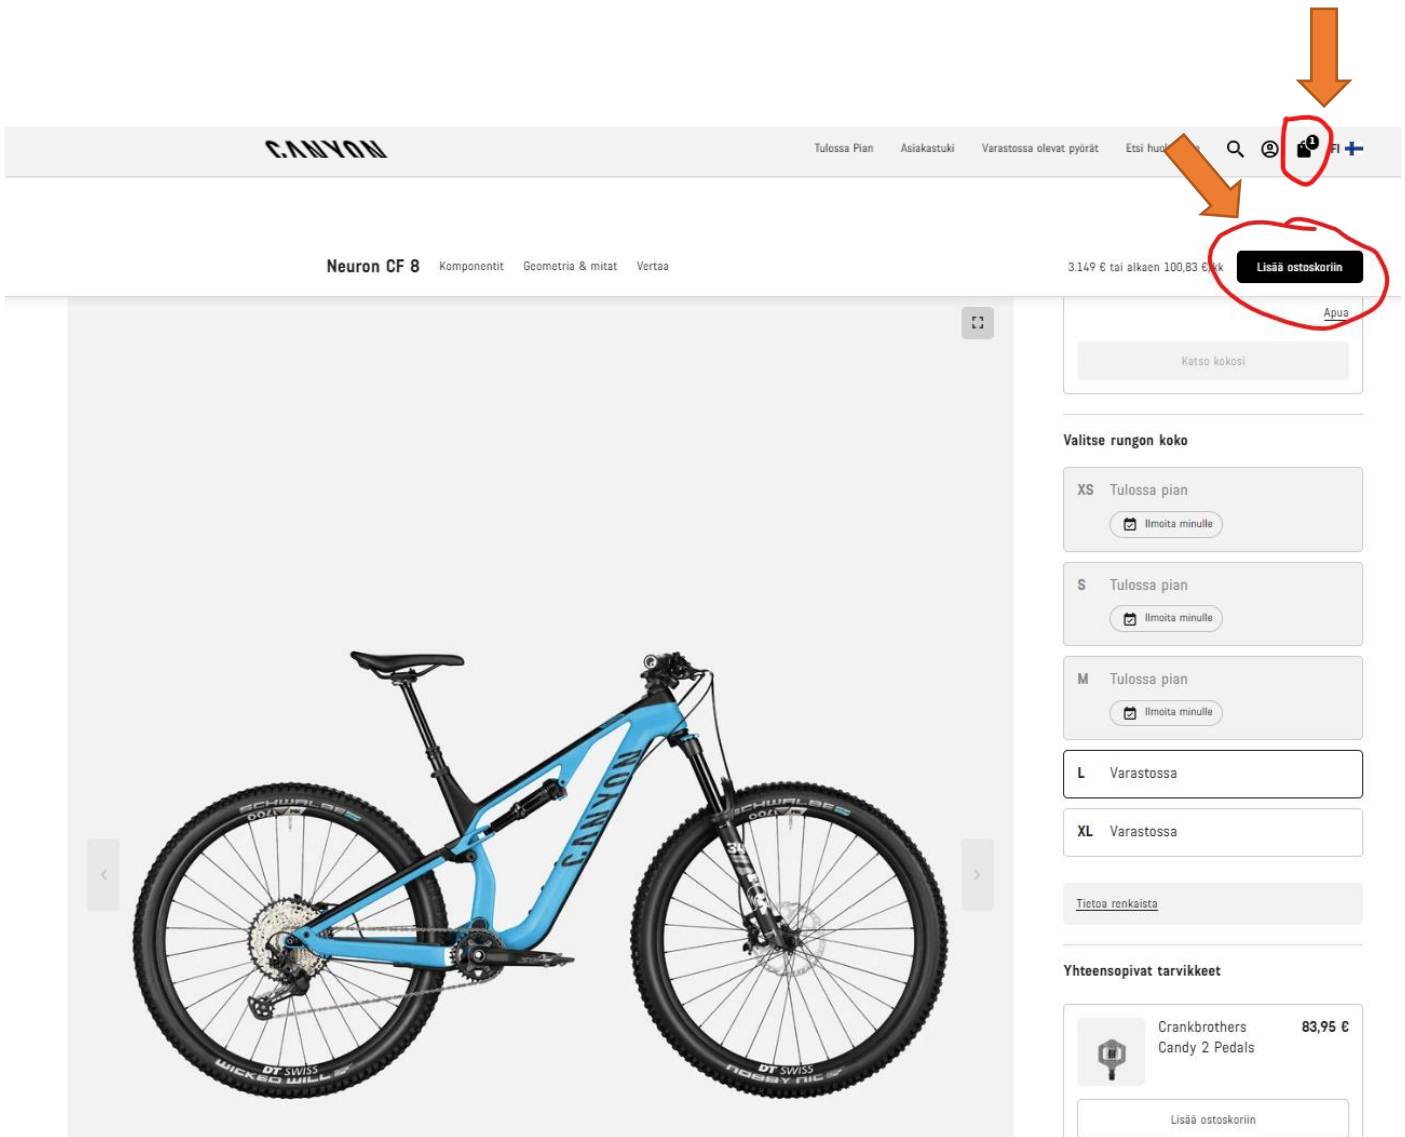 CANYON
Tulossa Pian
Asiakastuki
Varastossa olevat pyörät
Etsi
1
FI
Neuron CF 8
Komponentit
Geometria & mitat
Vertaa
3.149 € tai alkaen 100,83 €/kk
Lisää ostoskoriin
Apua
Katso kokosi
Valitse rungon koko
XS Tulossa pian
Ilmoita minulle
S Tulossa pian
Ilmoita minulle
M Tulossa pian
Ilmoita minulle
L Varastossa
XL Varastossa
Tietoa renkaista
Yhteensopivat tarvikkeet
Crankbrothers 83,95 €
Candy 2 Pedals
Lisää ostoskoriin
CANYON
SCHWALBE
SCHWALBE
34
DT SWISS
WICKED WILL
DT SWISS
NOBBY NIC